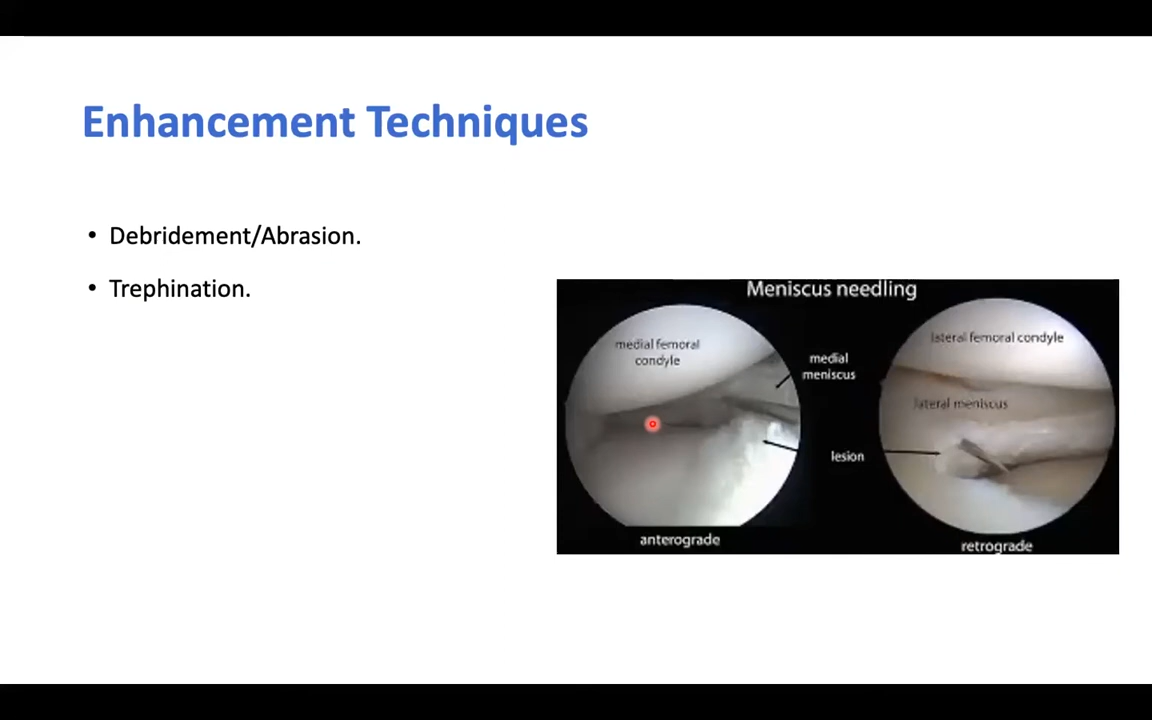 Enhancement Techniques
• Debridement/Abrasion.
• Trephination.
Meniscus needling
medial femoral
condyle
medial
meniscus
lesion
anterograde
lateral femoral condyle
lateral meniscus
retrograde